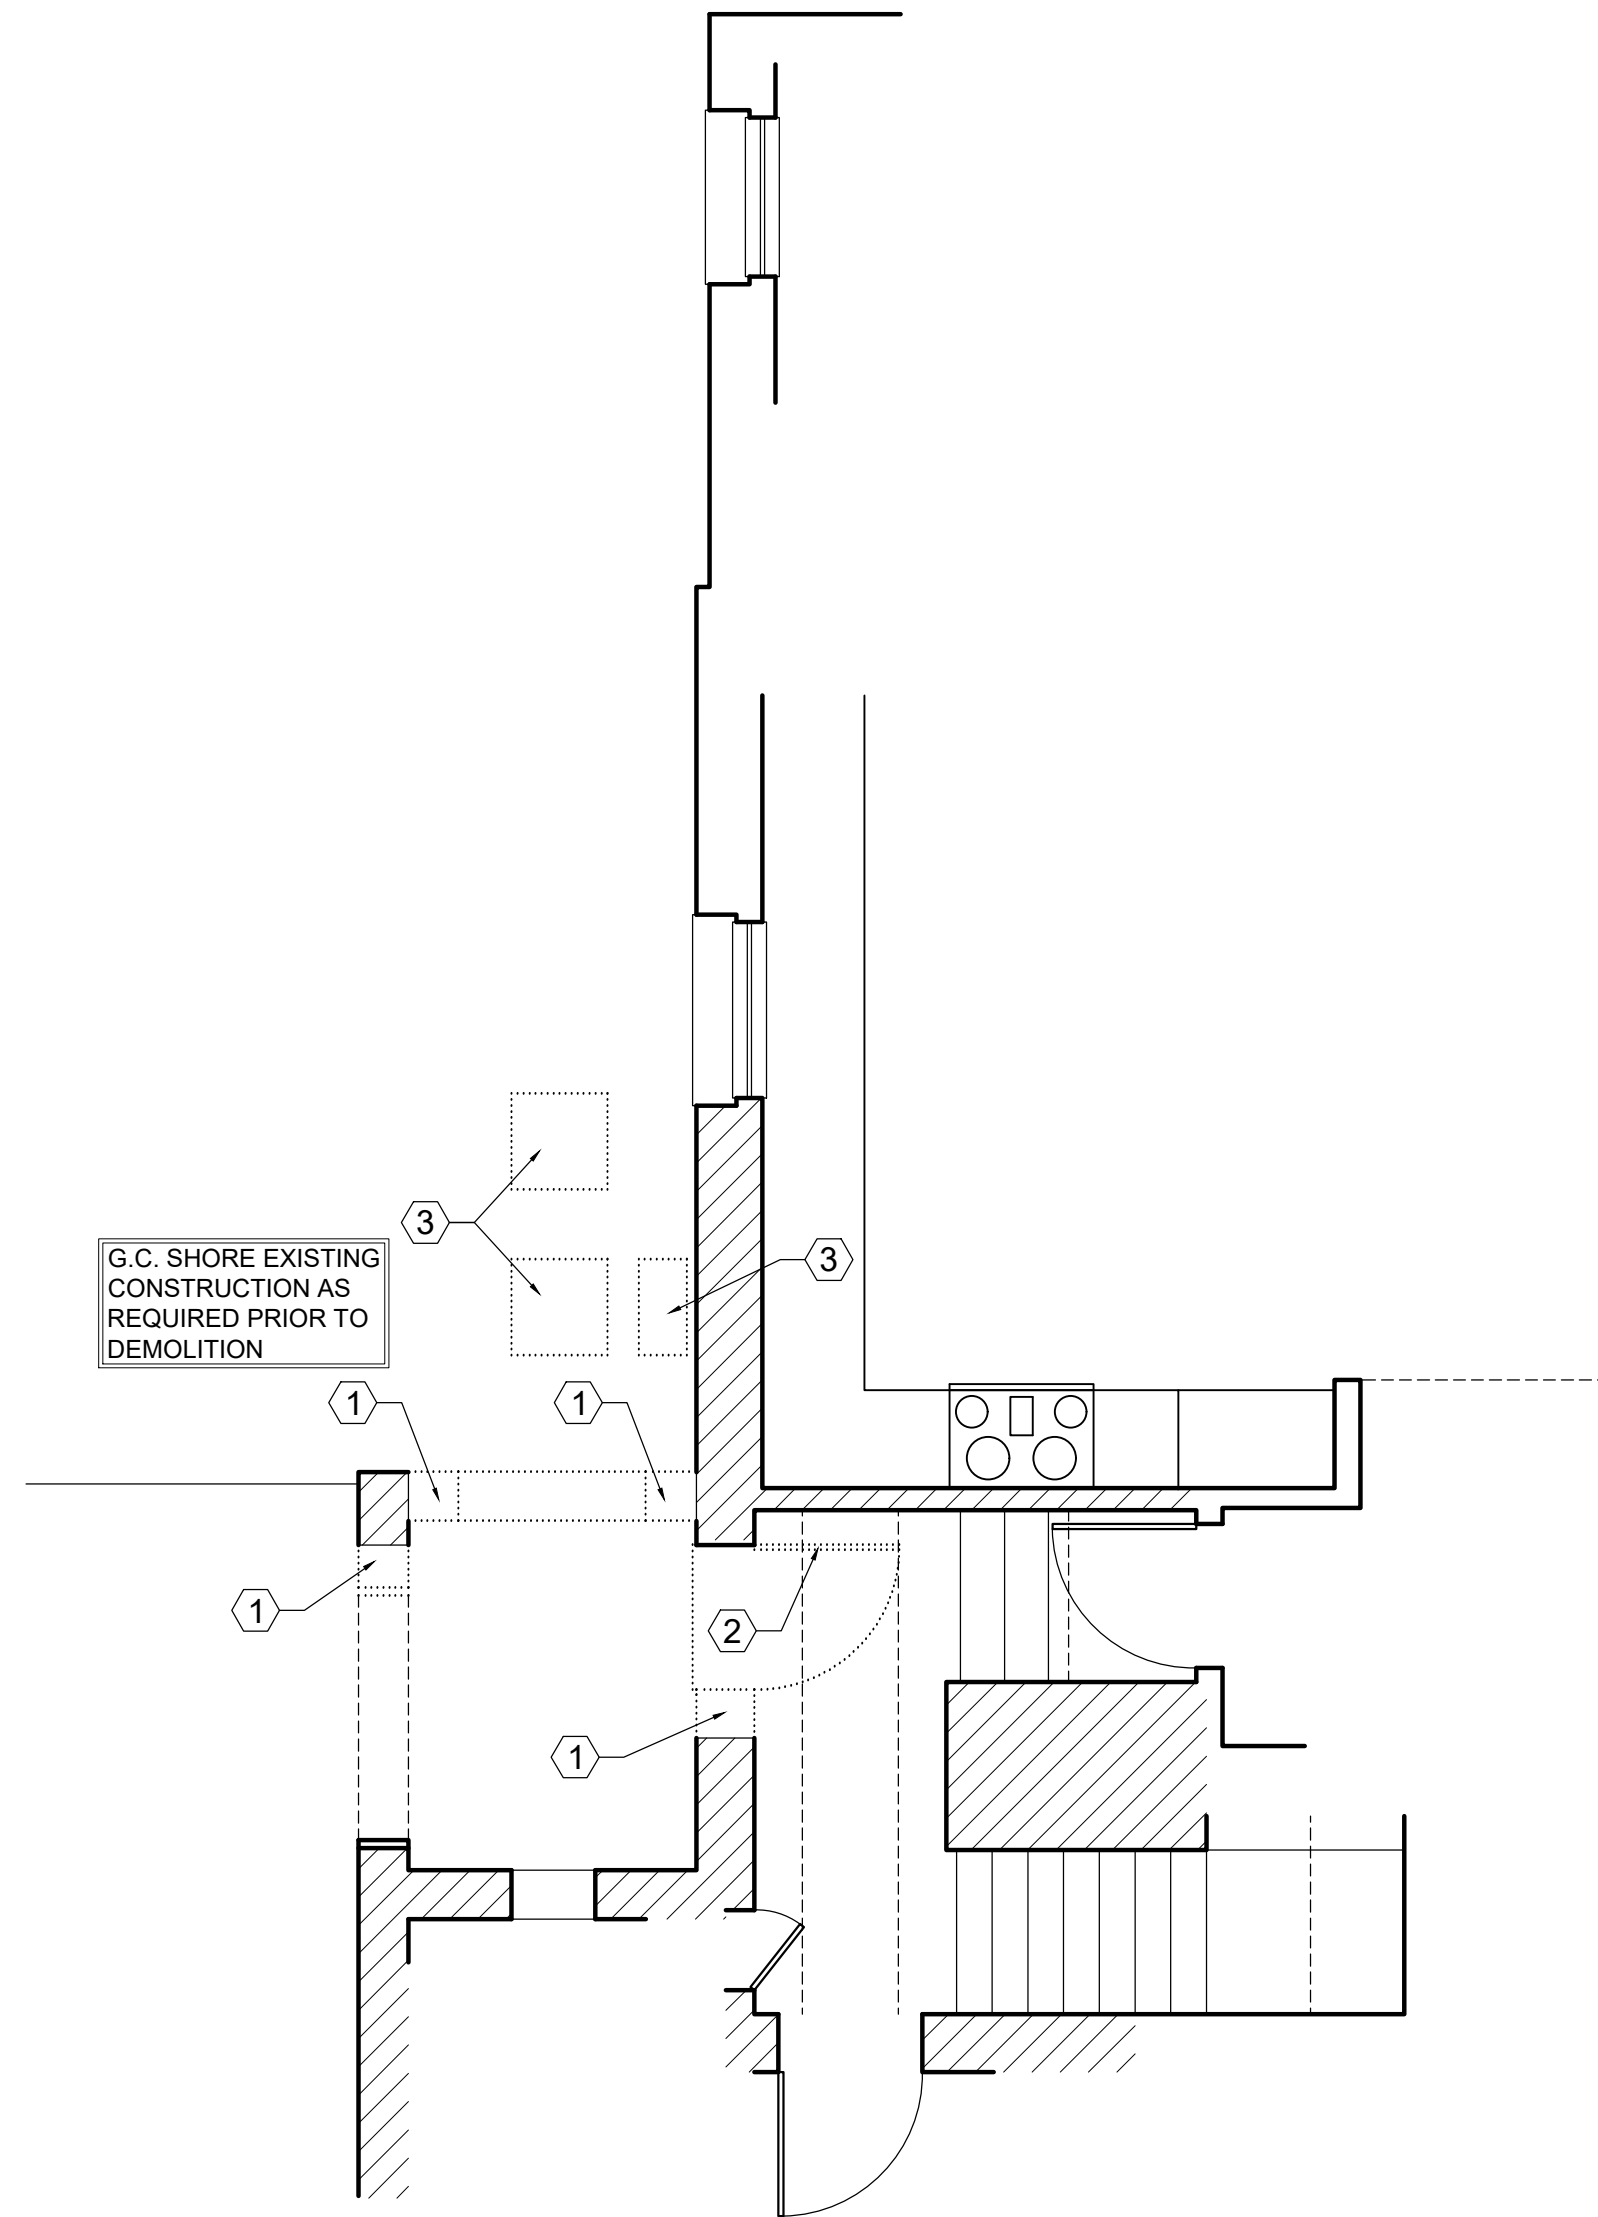 3
G.C. SHORE EXISTING
CONSTRUCTION AS
REQUIRED PRIOR TO
DEMOLITION
3
1
1
1
2
1